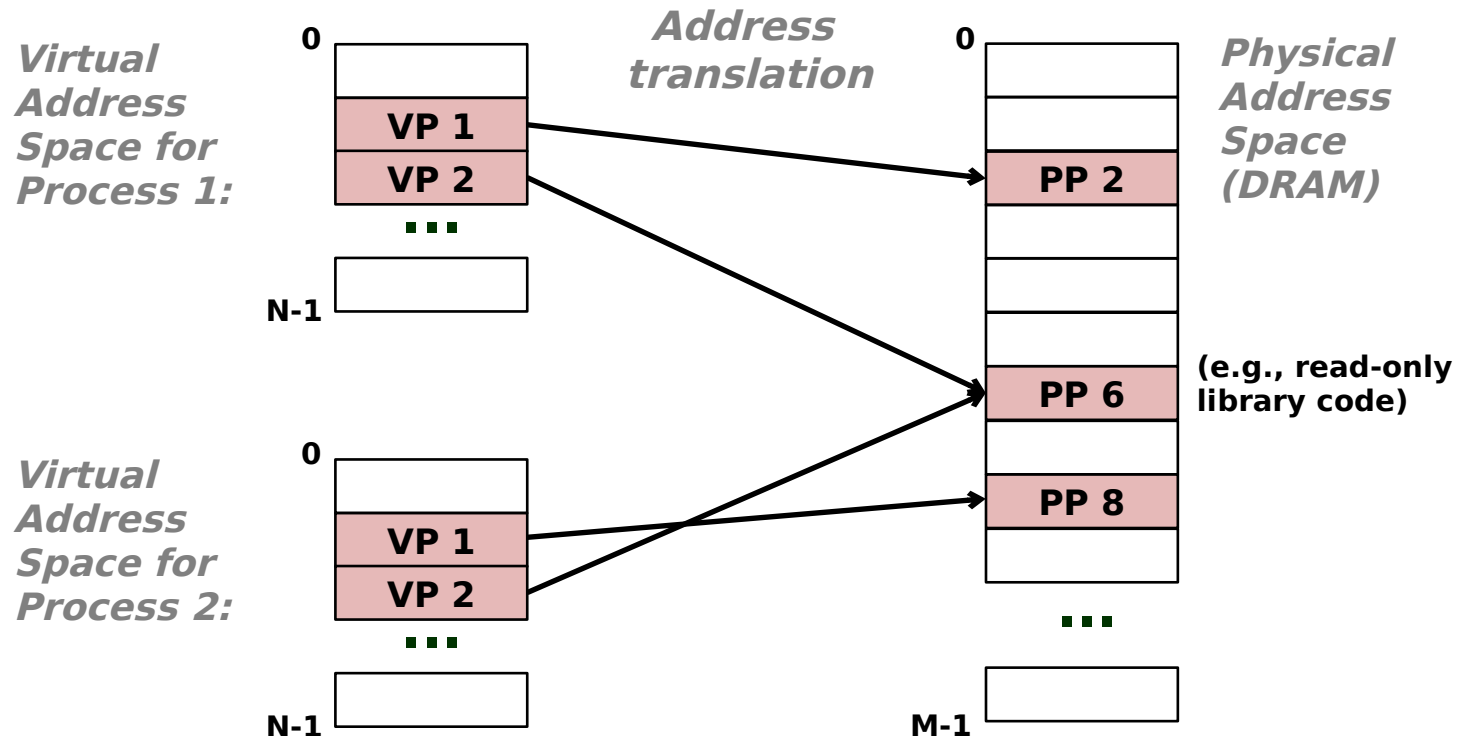 Virtual
Address
Space for
Process 1:
0
VP 1
VP 2
...
N-1
Address
translation
0
PP 2
PP 6
PP 8
...
M-1
Physical
Address
Space
(DRAM)
(e.g., read-only
library code)
Virtual
Address
Space for
Process 2:
0
VP 1
VP 2
...
N-1